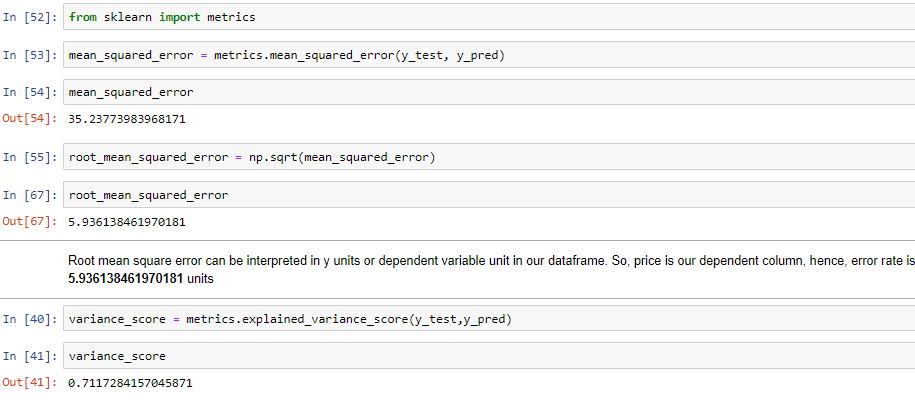 In [52]: from sklearn import metrics
In [53]: mean_squared_error = metrics.mean_squared_error(y_test, y_pred)
In [54]: mean_squared_error
Out[54]: 35.23773983968171
In [55]: root_mean_squared_error = np.sqrt(mean_squared_error)
In [67]: root_mean_squared_error
Out[67]: 5.936138461970181
Root mean square error can be interpreted in y units or dependent variable unit in our dataframe. So, price is our dependent column, hence, error rate is
5.936138461970181 units
In [40]: variance_score = metrics.explained_variance_score(y_test,y_pred)
In [41]: variance_score
Out[41]: 0.7117284157045871